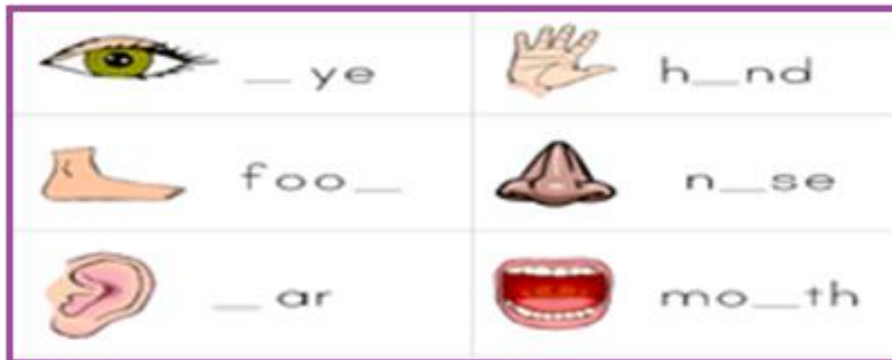 _ ye h_nd
foo_ n_se
_ ar mo_th